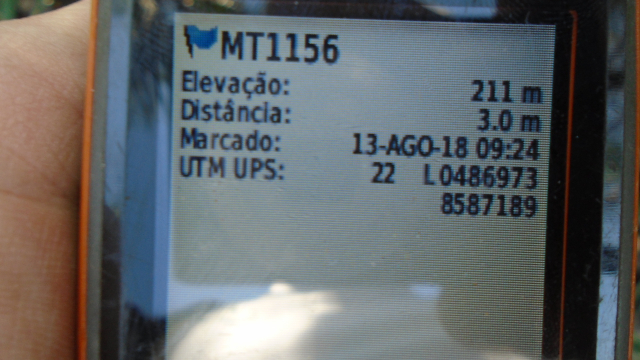 MT1156
Elevação: 211 m
Distância: 3.0 m
Marcado: 13-AGO-18 09:24
UTM UPS: 22 L 0486973
8587189